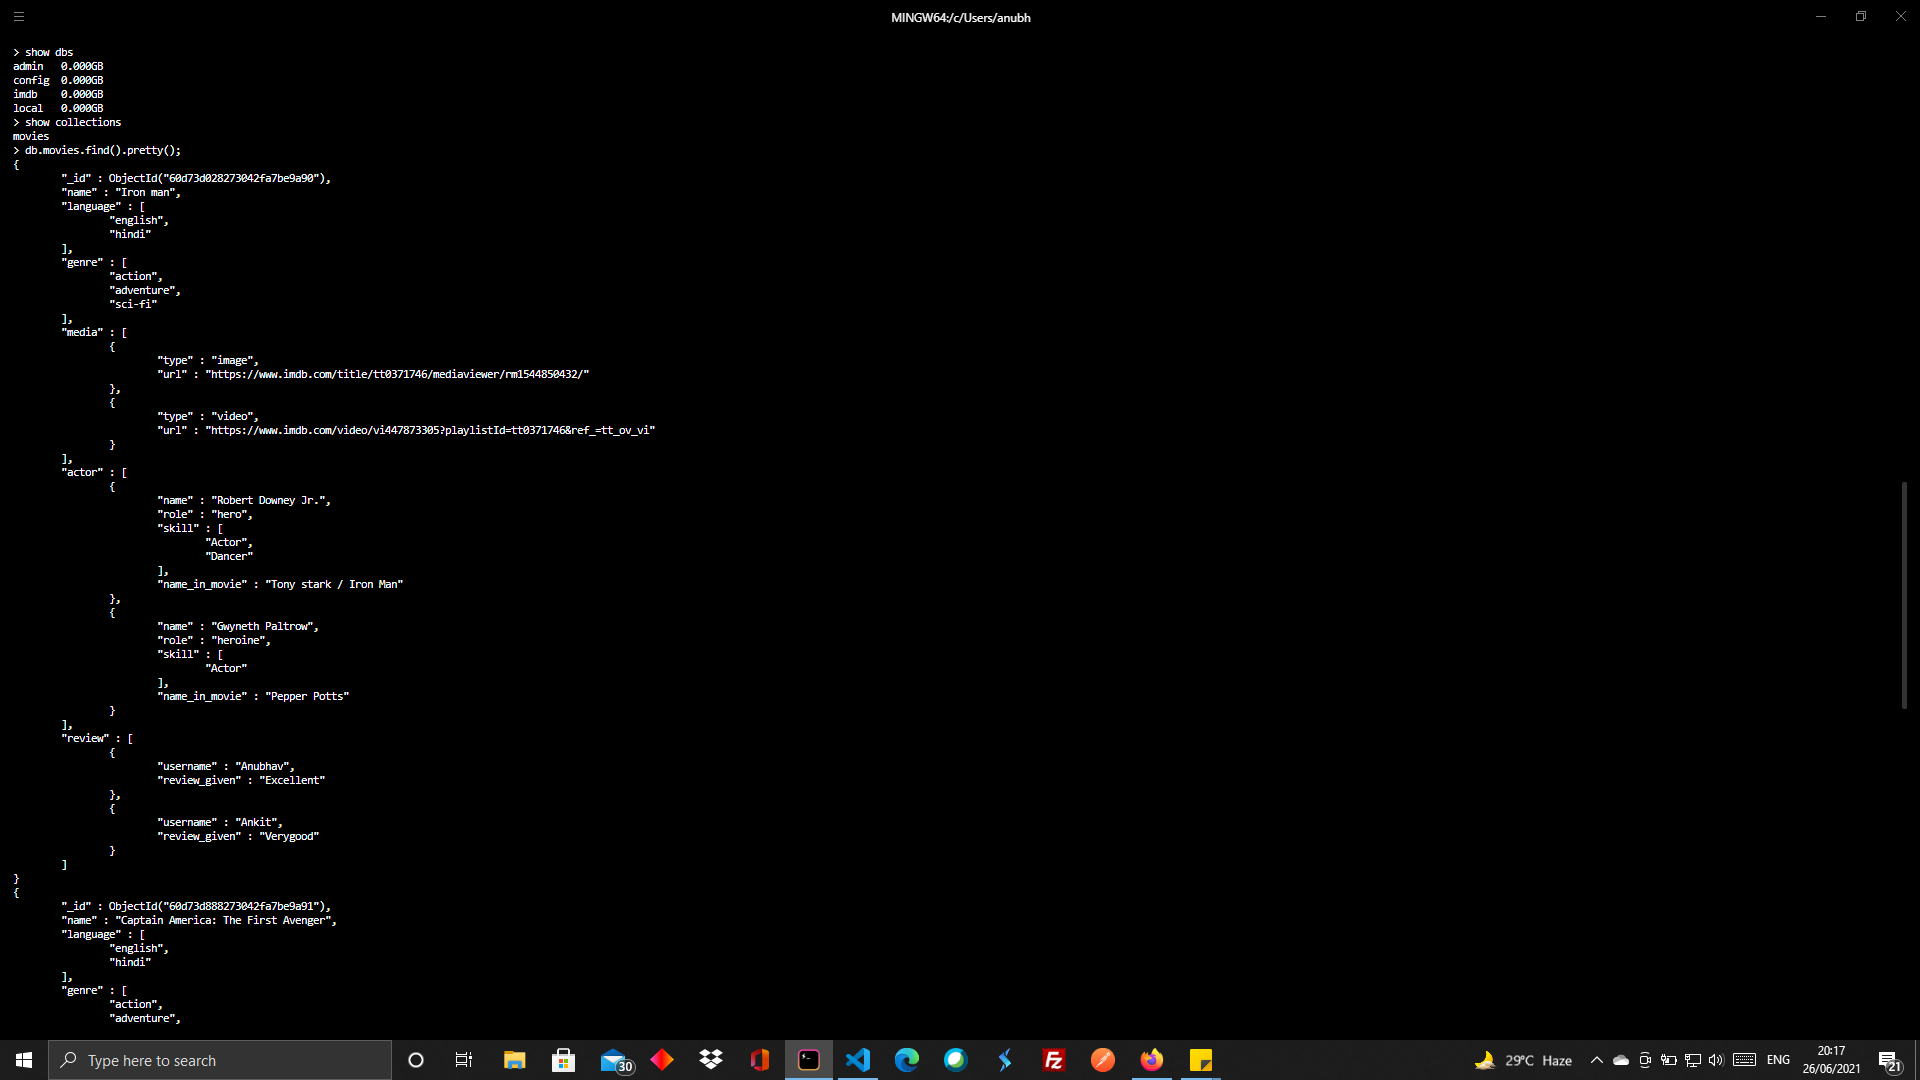 MINGW64:/c/Users/anubh
> show dbs
admin   0.000GB
config  0.000GB
imdb    0.000GB
local   0.000GB
> show collections
movies
> db.movies.find().pretty();
{
        "_id" : ObjectId("60d73d028273042fa7be9a90"),
        "name" : "Iron man",
        "language" : [
                "english",
                "hindi"
        ],
        "genre" : [
                "action",
                "adventure",
                "sci-fi"
        ],
        "media" : [
                {
                        "type" : "image",
                        "url" : "https://www.imdb.com/title/tt0371746/mediaviewer/rm1544850432/"
                },
                {
                        "type" : "video",
                        "url" : "https://www.imdb.com/video/vi447873305?playlistId=tt0371746&ref_=tt_ov_vi"
                }
        ],
        "actor" : [
                {
                        "name" : "Robert Downey Jr.",
                        "role" : "hero",
                        "skill" : [
                                "Actor",
                                "Dancer"
                        ],
                        "name_in_movie" : "Tony stark / Iron Man"
                },
                {
                        "name" : "Gwyneth Paltrow",
                        "role" : "heroine",
                        "skill" : [
                                "Actor"
                        ],
                        "name_in_movie" : "Pepper Potts"
                }
        ],
        "review" : [
                {
                        "username" : "Anubhav",
                        "review_given" : "Excellent"
                },
                {
                        "username" : "Ankit",
                        "review_given" : "Verygood"
                }
        ]
}
{
        "_id" : ObjectId("60d73d888273042fa7be9a91"),
        "name" : "Captain America: The First Avenger",
        "language" : [
                "english",
                "hindi"
        ],
        "genre" : [
                "action",
                "adventure",
Type here to search
30
Fz
29°C Haze
ENG
20:17
26/06/2021
21